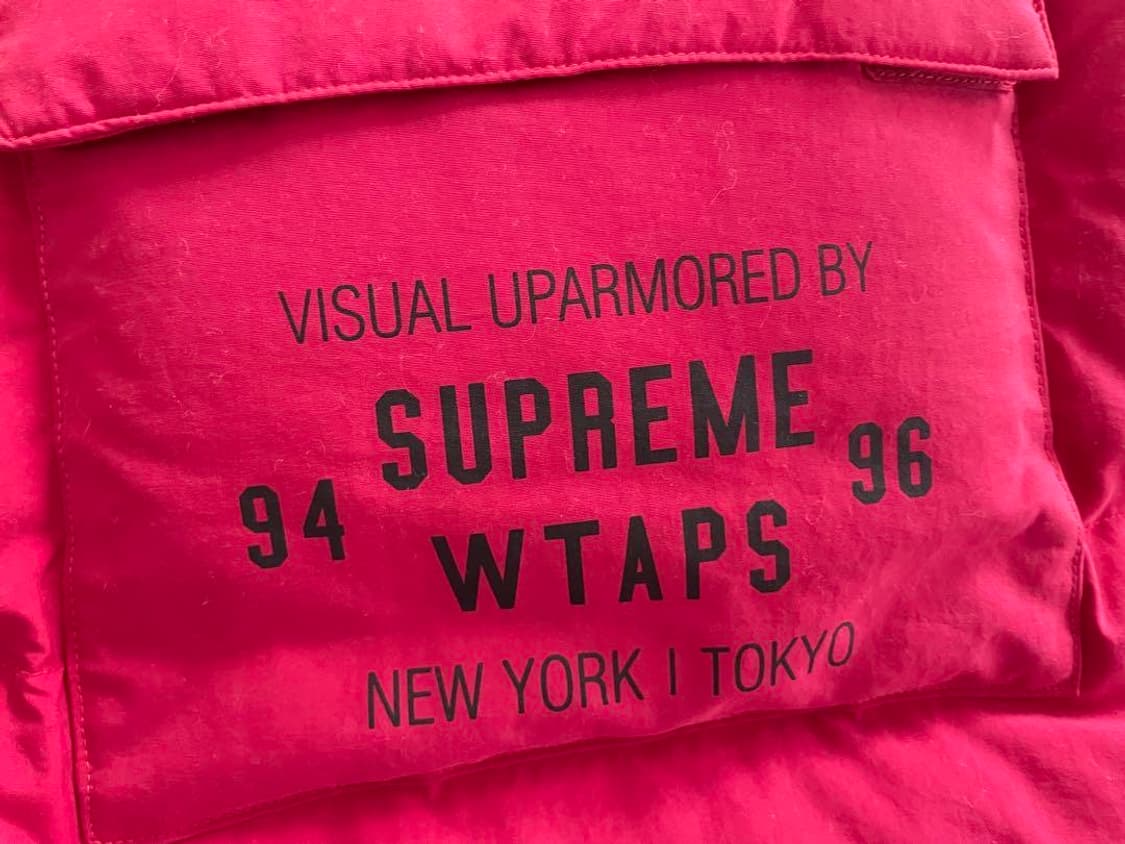 VISUAL UPARMORED BY
SUPREME
94 96
WTAPS
NEW YORK | TOKYO